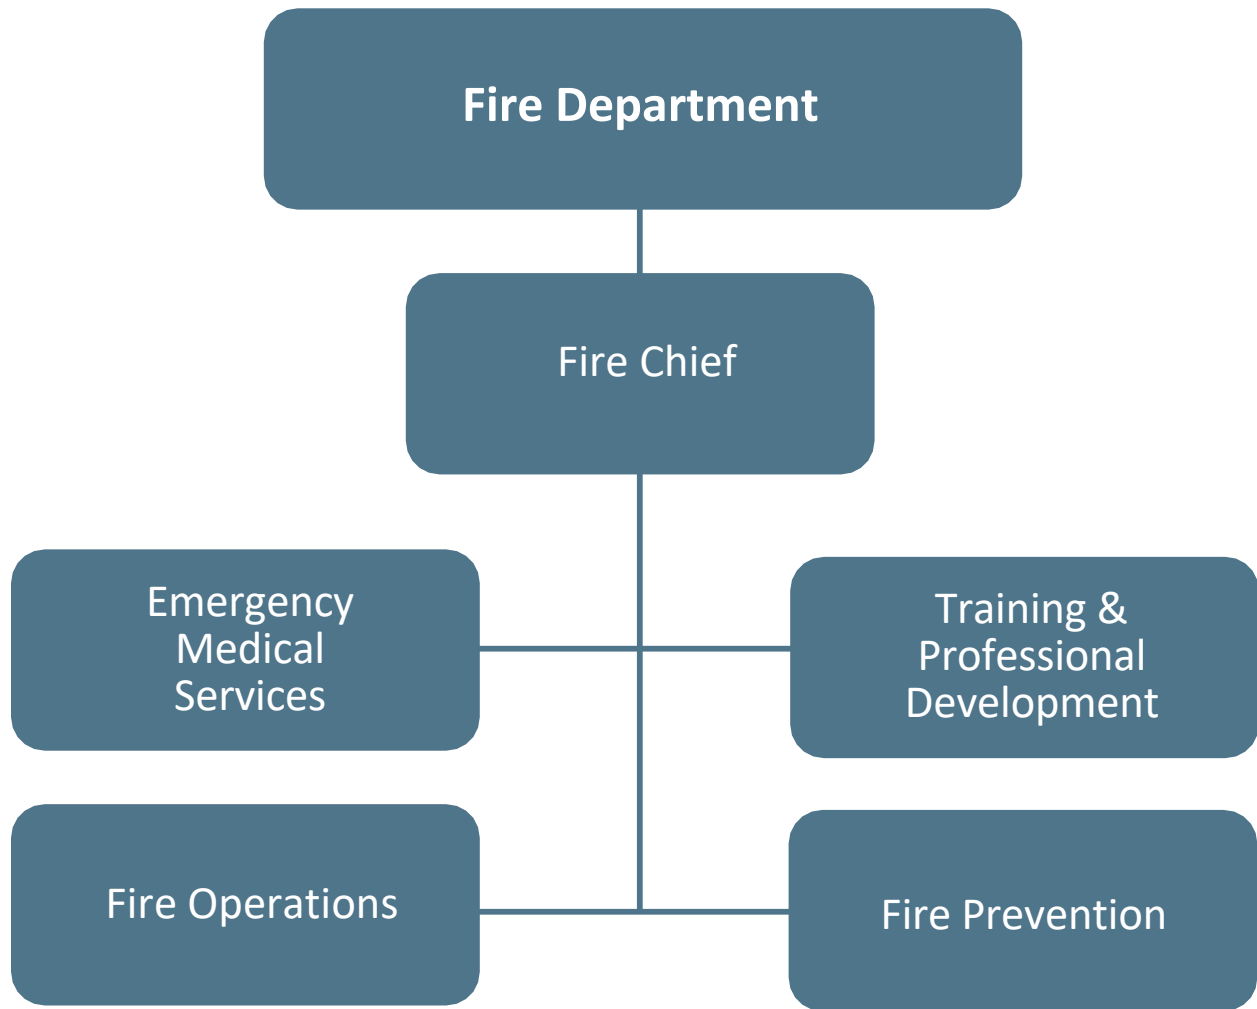 Fire Department
Fire Chief
Emergency
Medical
Services
Training &
Professional
Development
Fire Operations
Fire Prevention